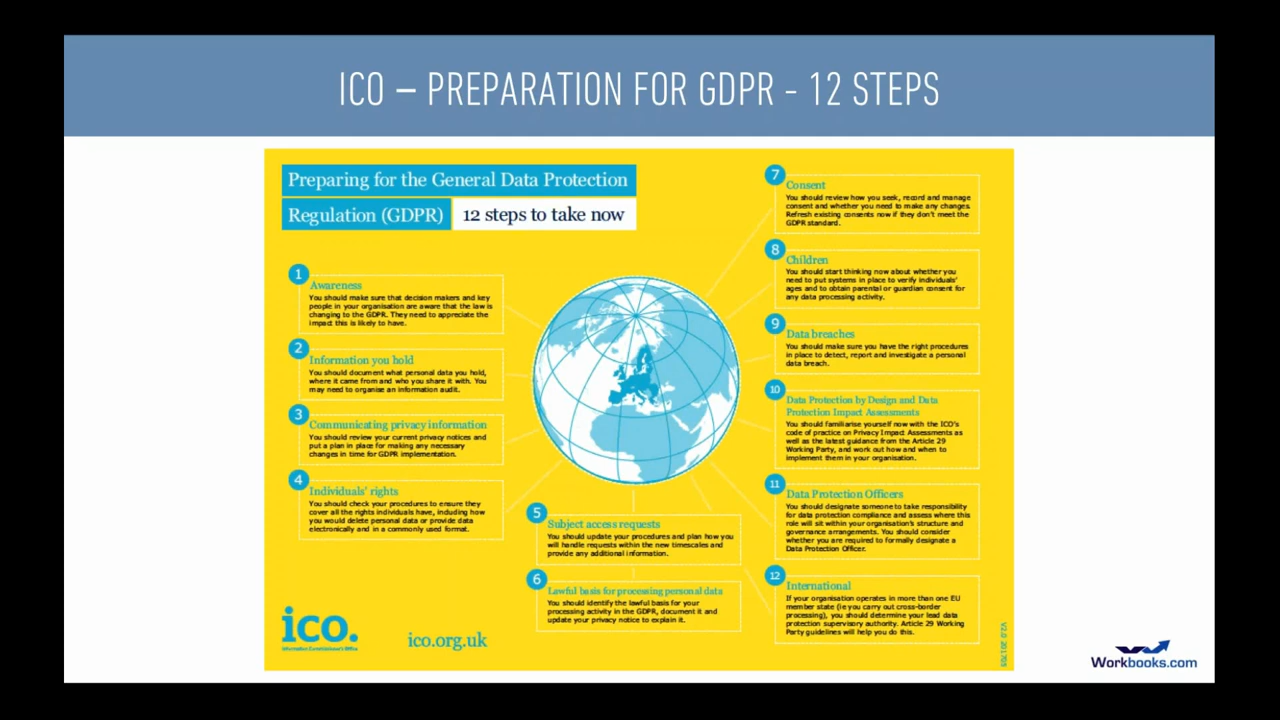 ICO – PREPARATION FOR GDPR - 12 STEPS
Preparing for the General Data Protection
Regulation (GDPR) 12 steps to take now
1
Awareness
You should make sure that decision makers and key
people in your organisation are aware that the law is
changing to the GDPR. They need to appreciate the
impact this is likely to have.
2
Information you hold
You should document what personal data you hold,
where it came from and who you share it with. You
may need to organise an information audit.
3
Communicating privacy information
You should review your current privacy notices and
put a plan in place for making any necessary
changes in time for GDPR implementation.
4
Individuals' rights
You should check your procedures to ensure they
cover all the rights individuals have, including how
you would delete personal data or provide data
electronically and in a commonly used format.
5
Subject access requests
You should update your procedures and plan how you
will handle requests within the new timescales and
provide any additional information.
6
Lawful basis for processing personal data
You should identify the lawful basis for your
processing activity in the GDPR, document it and
update your privacy notice to explain it.
7
Consent
You should review how you seek, record and manage
consent and whether you need to make any changes.
Refresh existing consents now if they don't meet the
GDPR standard.
8
Children
You should start thinking now about whether you
need to put systems in place to verify individuals'
ages and to obtain parental or guardian consent for
any data processing activity.
9
Data breaches
You should make sure you have the right procedures
in place to detect, report and investigate a personal
data breach.
10
Data Protection by Design and Data
Protection Impact Assessments
You should familiarise yourself now with the ICO's
code of practice on Privacy Impact Assessments as
well as the latest guidance from the Article 29
Working Party, and work out how and when to
implement them in your organisation.
11
Data Protection Officers
You should designate someone to take responsibility
for data protection compliance and assess where this
role will sit within your organisation's structure and
governance arrangements. You should consider
whether you are required to formally designate a
Data Protection Officer.
12
International
If your organisation operates in more than one EU
member state (ie you carry out cross-border
processing), you should determine your lead data
protection supervisory authority. Article 29 Working
Party guidelines will help you do this.
ico.
Information Commissioner's Office
ico.org.uk
V2.0 201705
Workbooks.com